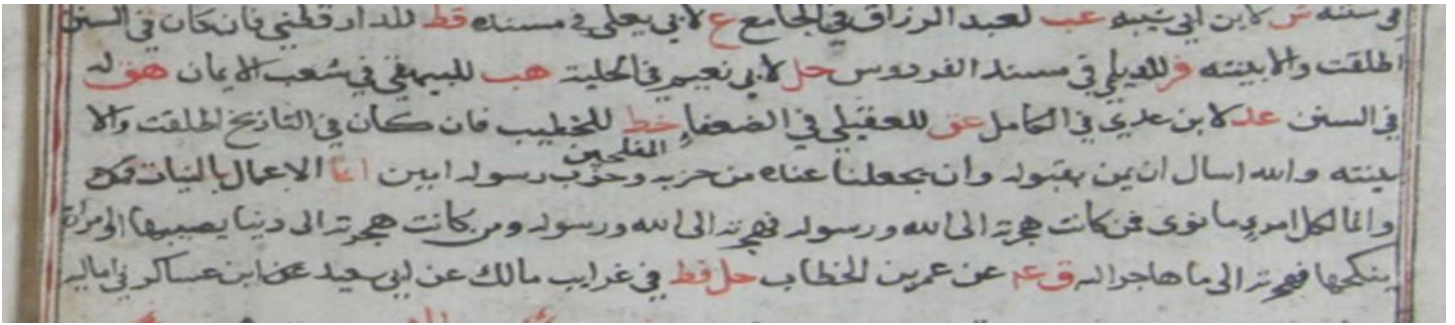 في سننه ش لابن ابي شيبه عب لعبد الرزاق في الجامع ع لابي يعلى في مسنده قط للدارقطني فان كان في السنن
اطلقت والا بينته فر للديلمي في مسند الفردوس حل لابي نعيم في الحلية هب للبيهقي في شعب الايمان هق له
في السنن عد لابن عدي في الكامل عق للعقيلي في الضعفاء خط للخطيب فان كان في التاريخ اطلقت والا
المفلحين
بينته والله اسال ان يمن بقبوله وان يجعلنا عنده من حزبه وحزب رسوله امين انما الاعمال بالنيات
وانما لكل امرئ ما نوى فمن كانت هجرته الى الله ورسوله فهجرته الى الله ورسوله ومن كانت هجرته الى دنيا يصيبها او امراة
ينكحها فهجرته الى ما هاجر اليه ق عم عن عمر بن الخطاب حل قط في غرايب مالك عن ابي سعيد ابن عساكر في اماليه